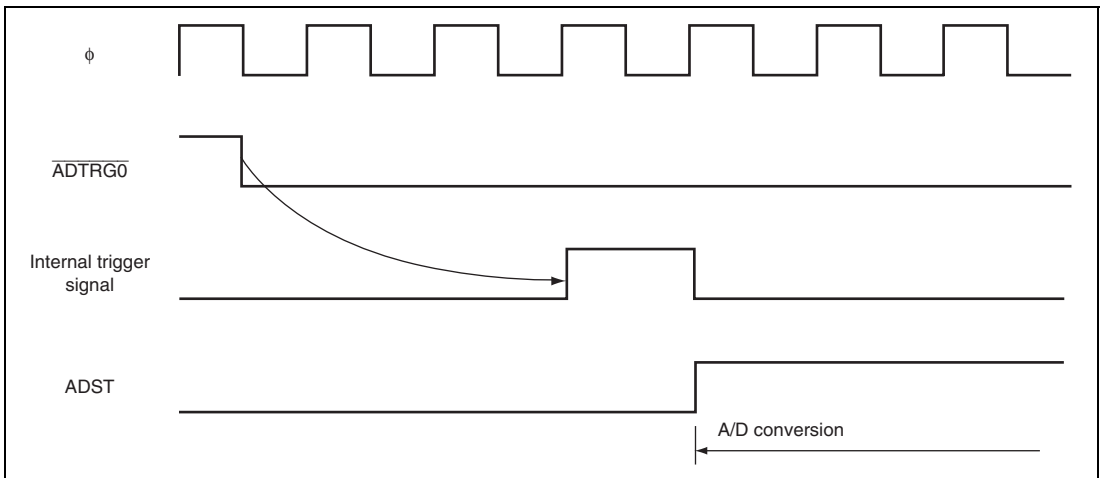 ϕ
ADTRG0
Internal trigger
signal
ADST
A/D conversion